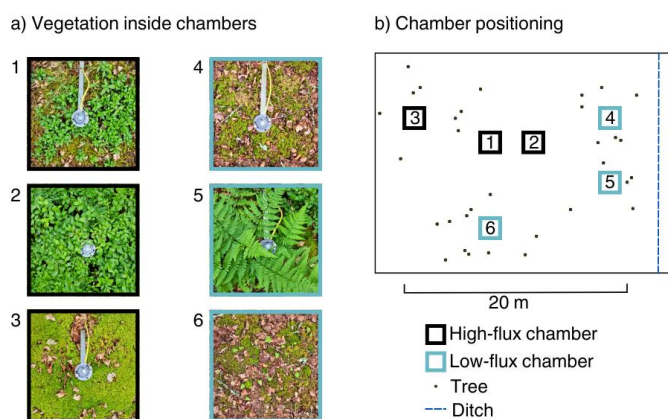 a) Vegetation inside chambers
1
4
2
5
3
6
b) Chamber positioning
3
4
1
2
5
6
20 m
High-flux chamber
Low-flux chamber
Tree
Ditch